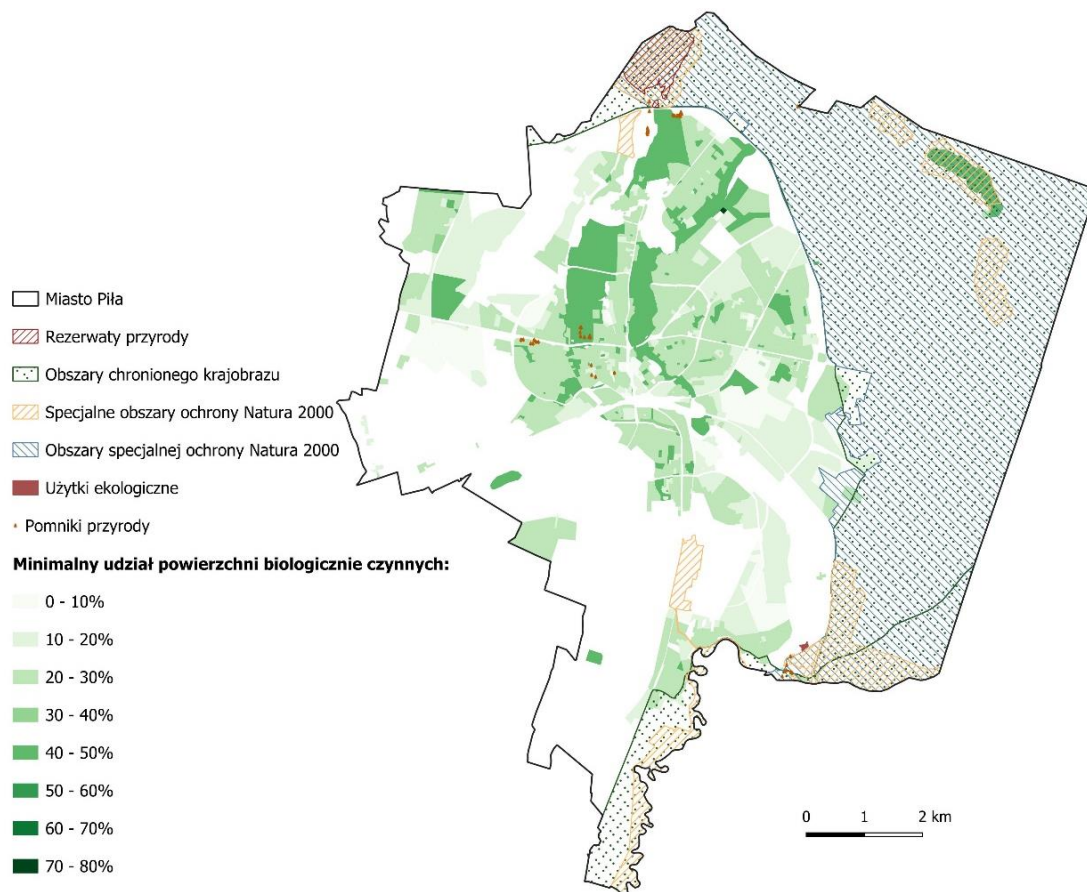 Miasto Piła
Rezerwaty przyrody
Obszary chronionego krajobrazu
Specjalne obszary ochrony Natura 2000
Obszary specjalnej ochrony Natura 2000
Użytki ekologiczne
Pomniki przyrody
Minimalny udział powierzchni biologicznie czynnych:
0 - 10%
10 - 20%
20 - 30%
30 - 40%
40 - 50%
50 - 60%
60 - 70%
70 - 80%
0 1 2 km